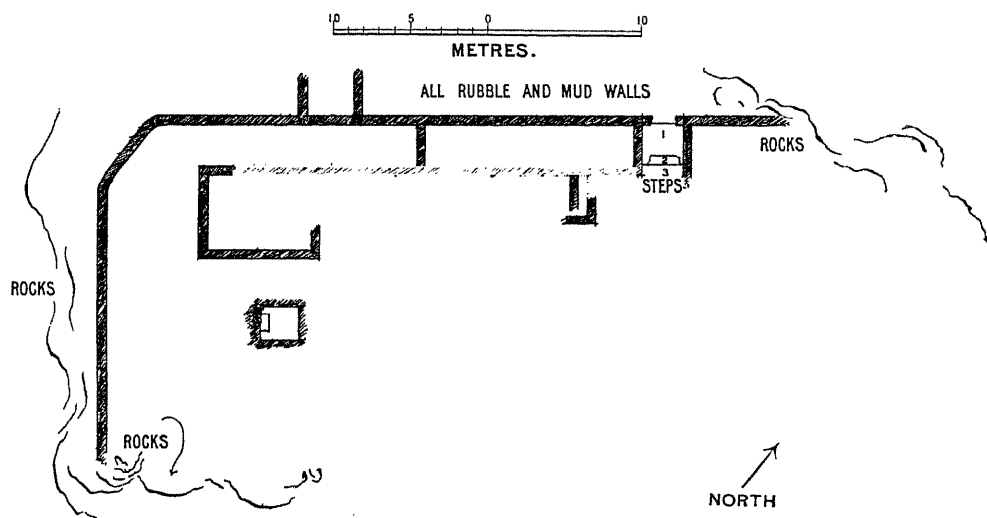 10 5 0 10
METRES.
ALL RUBBLE AND MUD WALLS
1
ROCKS
2
3
STEPS
ROCKS
ROCKS
NORTH